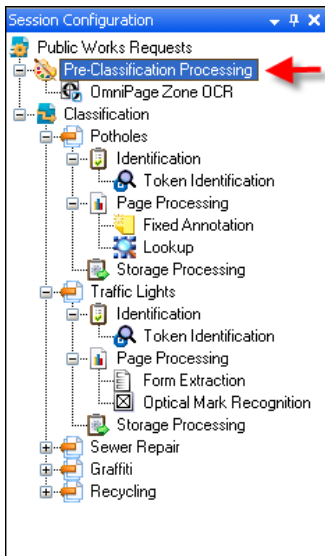 Session Configuration
Public Works Requests
Pre-Classification Processing
OmniPage Zone OCR
Classification
Potholes
Identification
Token Identification
Page Processing
Fixed Annotation
Lookup
Storage Processing
Traffic Lights
Identification
Token Identification
Page Processing
Form Extraction
Optical Mark Recognition
Storage Processing
Sewer Repair
Graffiti
Recycling